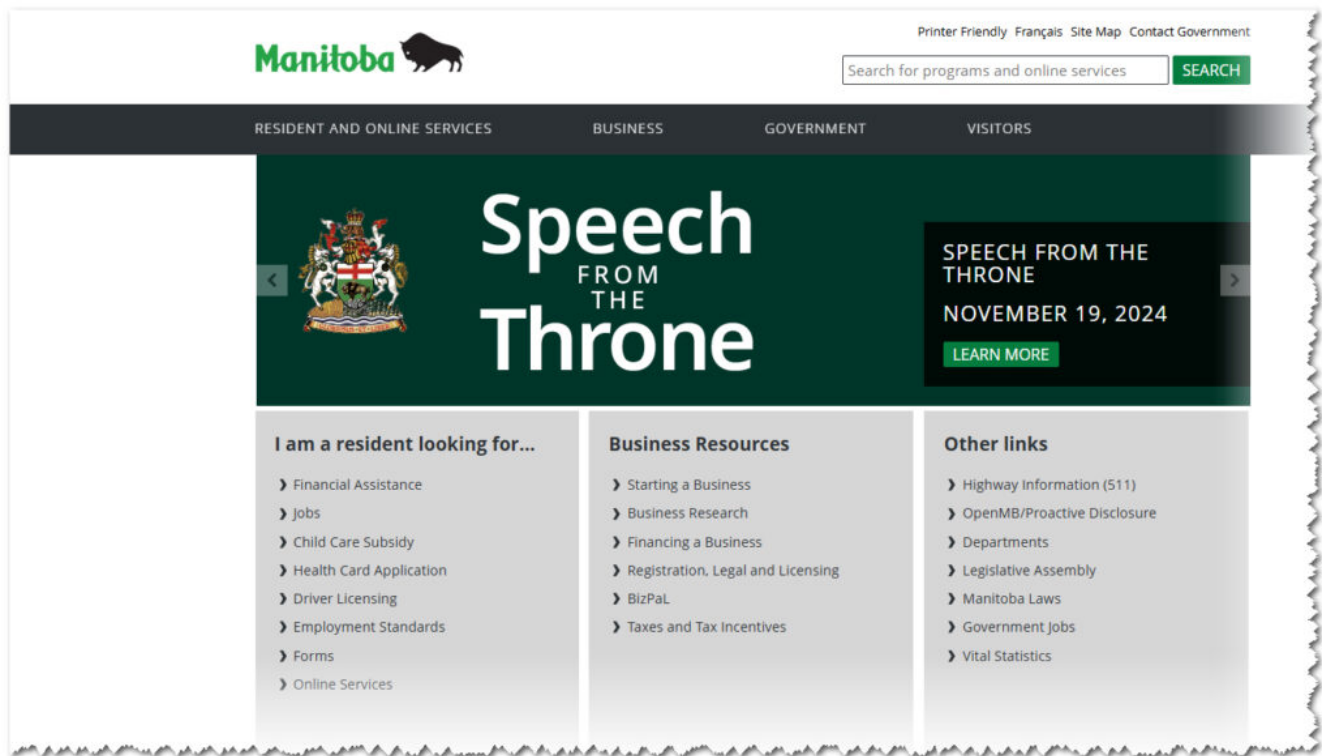 Printer Friendly Français Site Map Contact Government
Manitoba
Search for programs and online services SEARCH
RESIDENT AND ONLINE SERVICES BUSINESS GOVERNMENT VISITORS
Speech
FROM
THE
Throne
SPEECH FROM THE
THRONE
NOVEMBER 19, 2024
LEARN MORE
I am a resident looking for...
Financial Assistance
Jobs
Child Care Subsidy
Health Card Application
Driver Licensing
Employment Standards
Forms
Online Services
Business Resources
Starting a Business
Business Research
Financing a Business
Registration, Legal and Licensing
BizPaL
Taxes and Tax Incentives
Other links
Highway Information (511)
OpenMB/Proactive Disclosure
Departments
Legislative Assembly
Manitoba Laws
Government Jobs
Vital Statistics